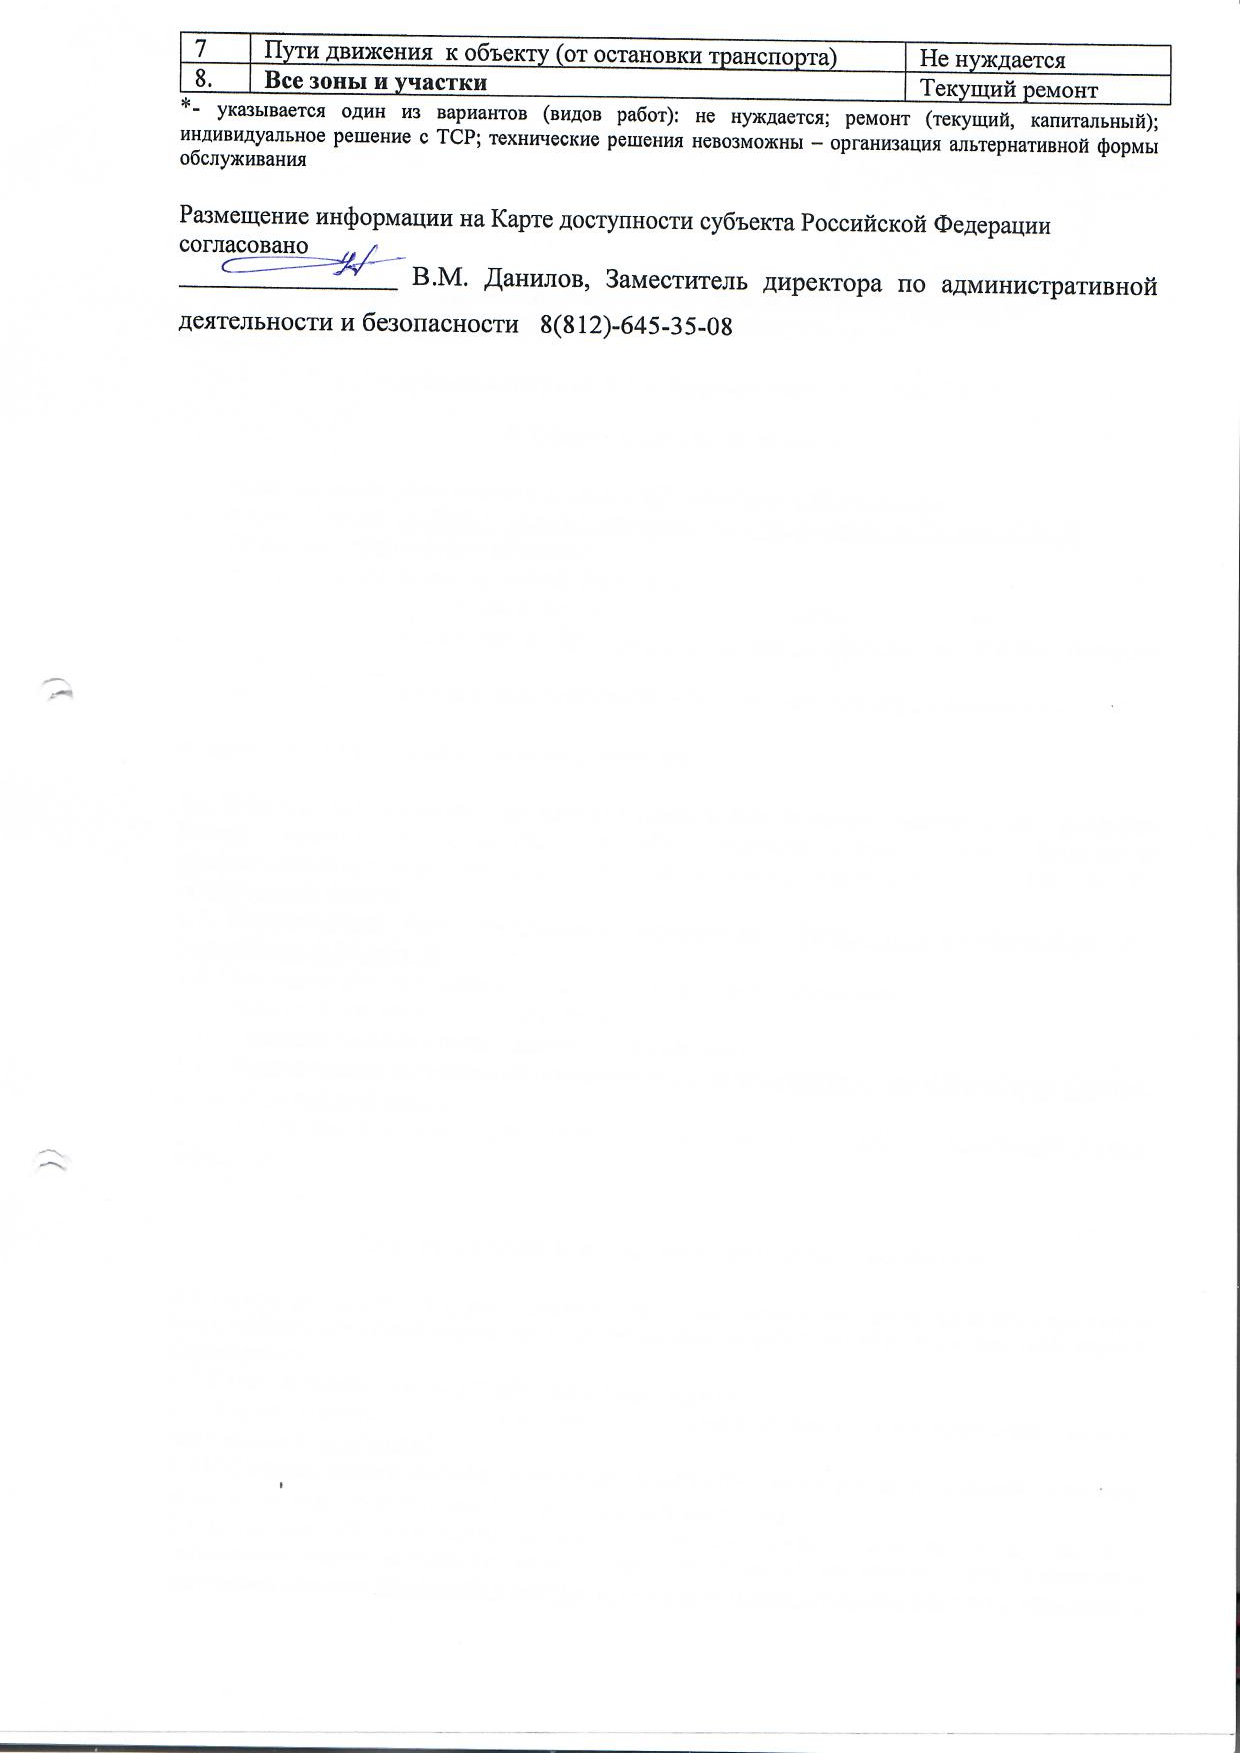 7 Пути движения к объекту (от остановки транспорта) Не нуждается
8. Все зоны и участки Текущий ремонт
*- указывается один из вариантов (видов работ): не нуждается; ремонт (текущий, капитальный);
индивидуальное решение с ТСР; технические решения невозможны – организация альтернативной формы
обслуживания
Размещение информации на Карте доступности субъекта Российской Федерации
согласовано
_________________ В.М. Данилов, Заместитель директора по административной
деятельности и безопасности 8(812)-645-35-08